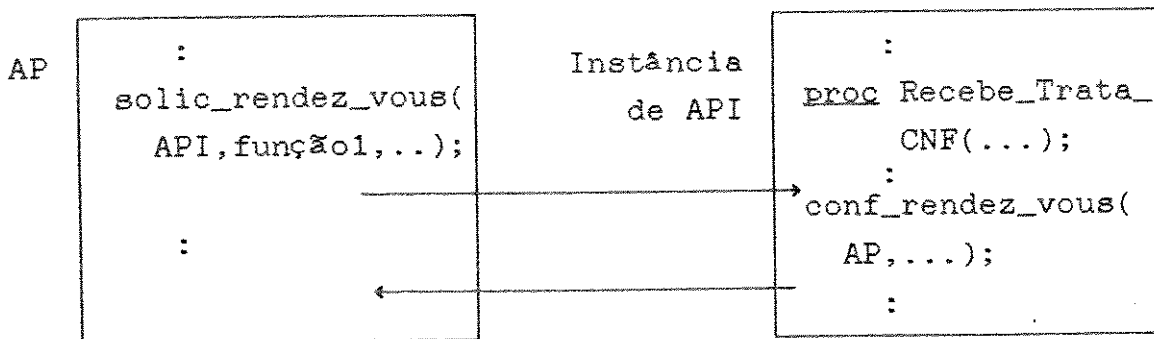 AP
:
solic_rendez_vous(
API,função1,..);
:
Instância
de API
:
proc Recebe_Trata_
CNF(...);
:
conf_rendez_vous(
AP,...);
: